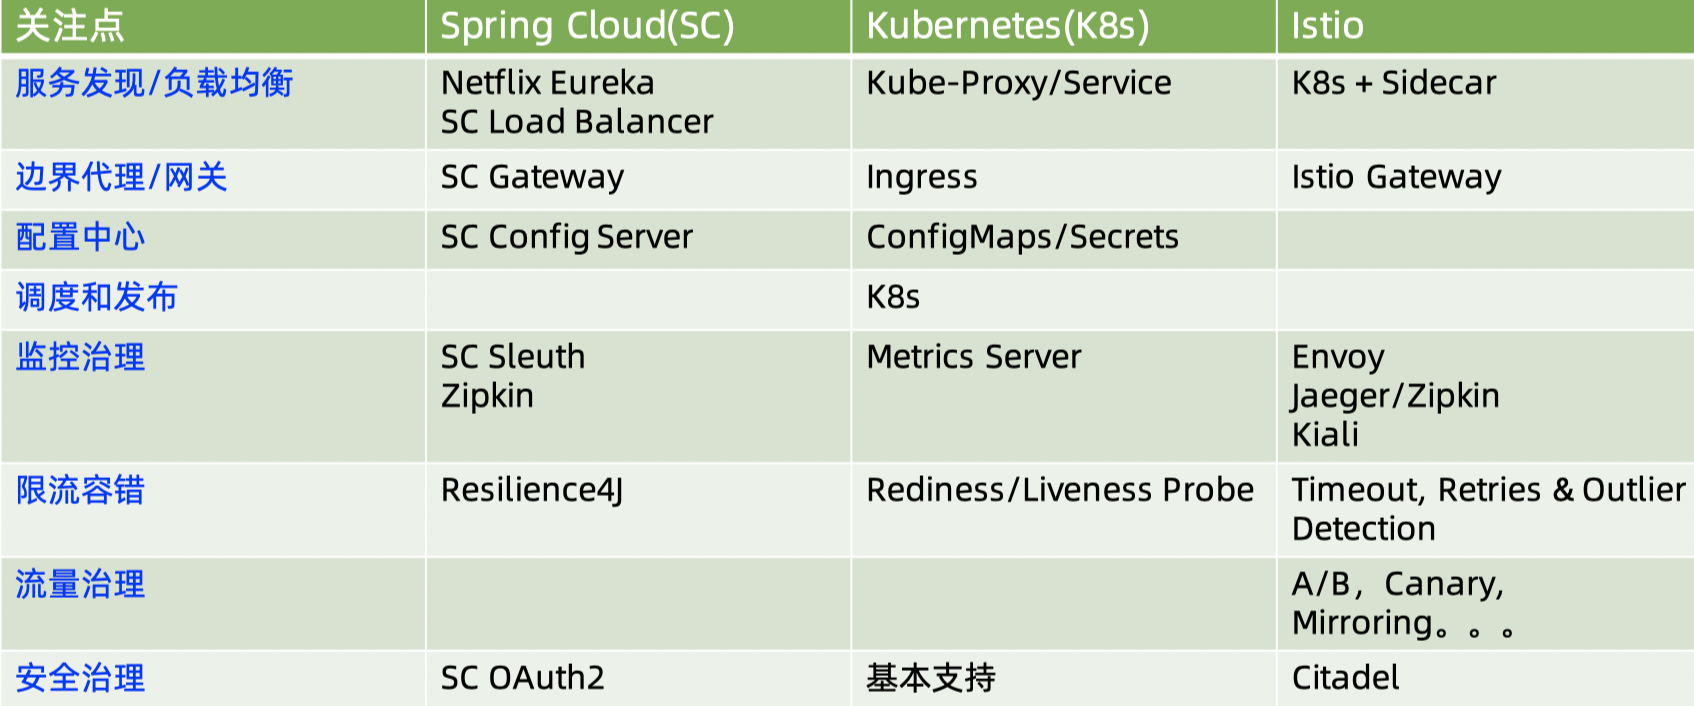 关注点 Spring Cloud(SC) Kubernetes(K8s) Istio
服务发现/负载均衡 Netflix Eureka Kube-Proxy/Service K8s + Sidecar
SC Load Balancer
边界代理/网关 SC Gateway Ingress Istio Gateway
配置中心 SC Config Server ConfigMaps/Secrets
调度和发布 K8s
监控治理 SC Sleuth Metrics Server Envoy
Zipkin Jaeger/Zipkin
Kiali
限流容错 Resilience4J Rediness/Liveness Probe Timeout, Retries & Outlier
Detection
流量治理 A/B，Canary,
Mirroring。。。
安全治理 SC OAuth2 基本支持 Citadel